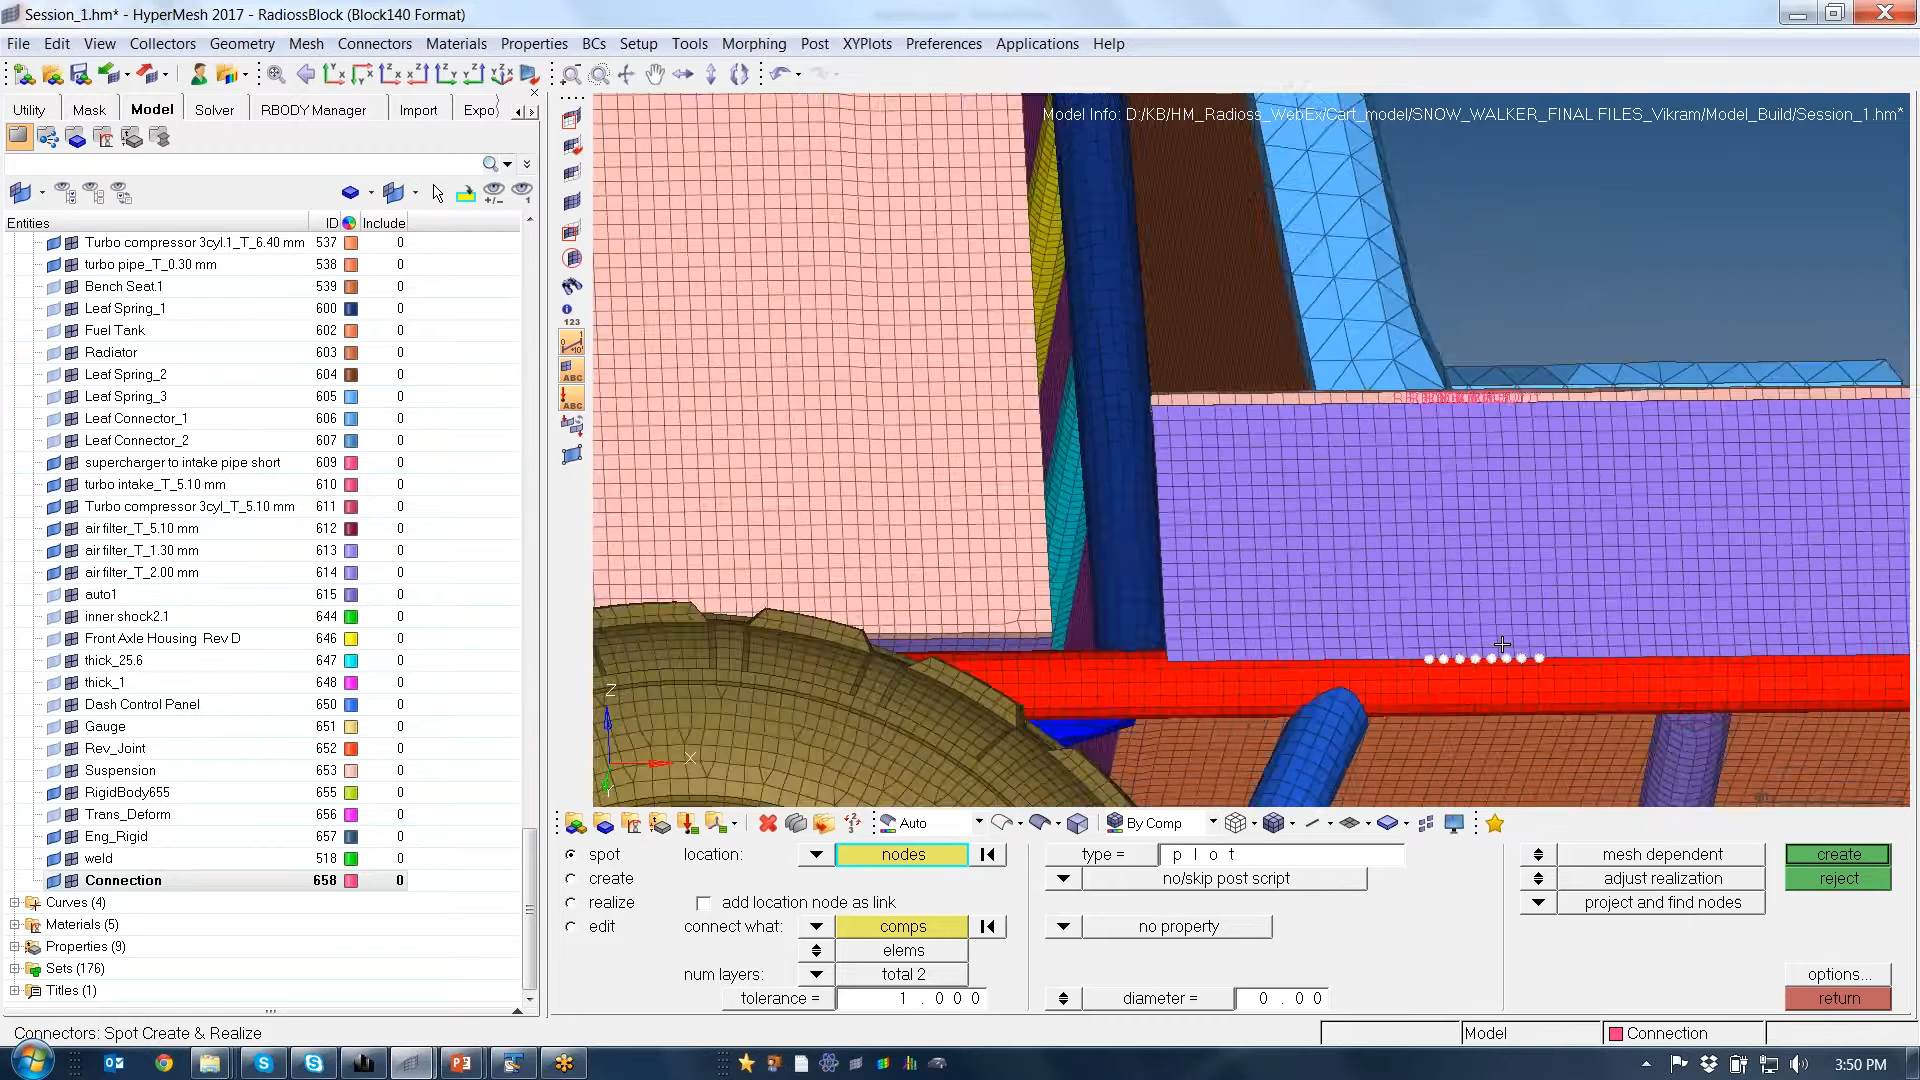 Session_1.hm* - HyperMesh 2017 - RadiossBlock (Block140 Format)
File Edit View Collectors Geometry Mesh Connectors Materials Properties BCs Setup Tools Morphing Post XYPlots Preferences Applications Help
Utility Mask Model Solver RBODY Manager Import Expo
Model Info: D:/KB/HM_Radioss_WebEx/Cart_model/SNOW_WALKER_FINAL FILES_Vikram/Model_Build/Session_1.hm*
Entities ID Include
Turbo compressor 3cyl.1_T_6.40 mm 537 0
turbo pipe_T_0.30 mm 538 0
Bench Seat.1 539 0
Leaf Spring_1 600 0
Fuel Tank 602 0
Radiator 603 0
Leaf Spring_2 604 0
Leaf Spring_3 605 0
Leaf Connector_1 606 0
Leaf Connector_2 607 0
supercharger to intake pipe short 609 0
turbo intake_T_5.10 mm 610 0
Turbo compressor 3cyl_T_5.10 mm 611 0
air filter_T_5.10 mm 612 0
air filter_T_1.30 mm 613 0
air filter_T_2.00 mm 614 0
auto1 615 0
inner shock2.1 644 0
Front Axle Housing Rev D 646 0
thick_25.6 647 0
thick_1 648 0
Dash Control Panel 650 0
Gauge 651 0
Rev_Joint 652 0
Suspension 653 0
RigidBody655 655 0
Trans_Deform 656 0
Eng_Rigid 657 0
weld 518 0
Connection 658 0
Curves (4)
Materials (5)
Properties (9)
Sets (176)
Titles (1)
123
ABC
ABC
Z
X
Y
Auto By Comp
spot location: nodes type = plot mesh dependent create
create no/skip post script adjust realization reject
realize add location node as link project and find nodes
edit connect what: comps no property
elems
num layers: total 2 options...
tolerance = 1.000 diameter = 0.00 return
Connectors: Spot Create & Realize Model Connection
3:50 PM